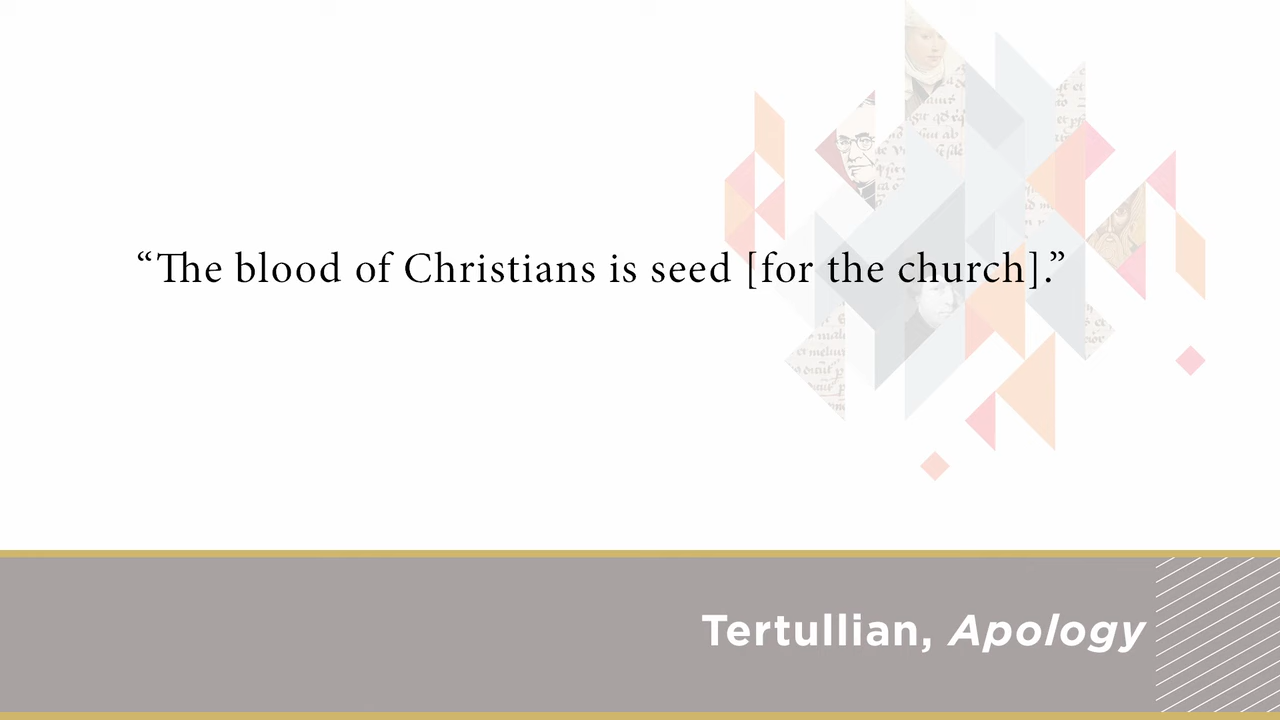 “The blood of Christians is seed [for the church].”
Tertullian, Apology